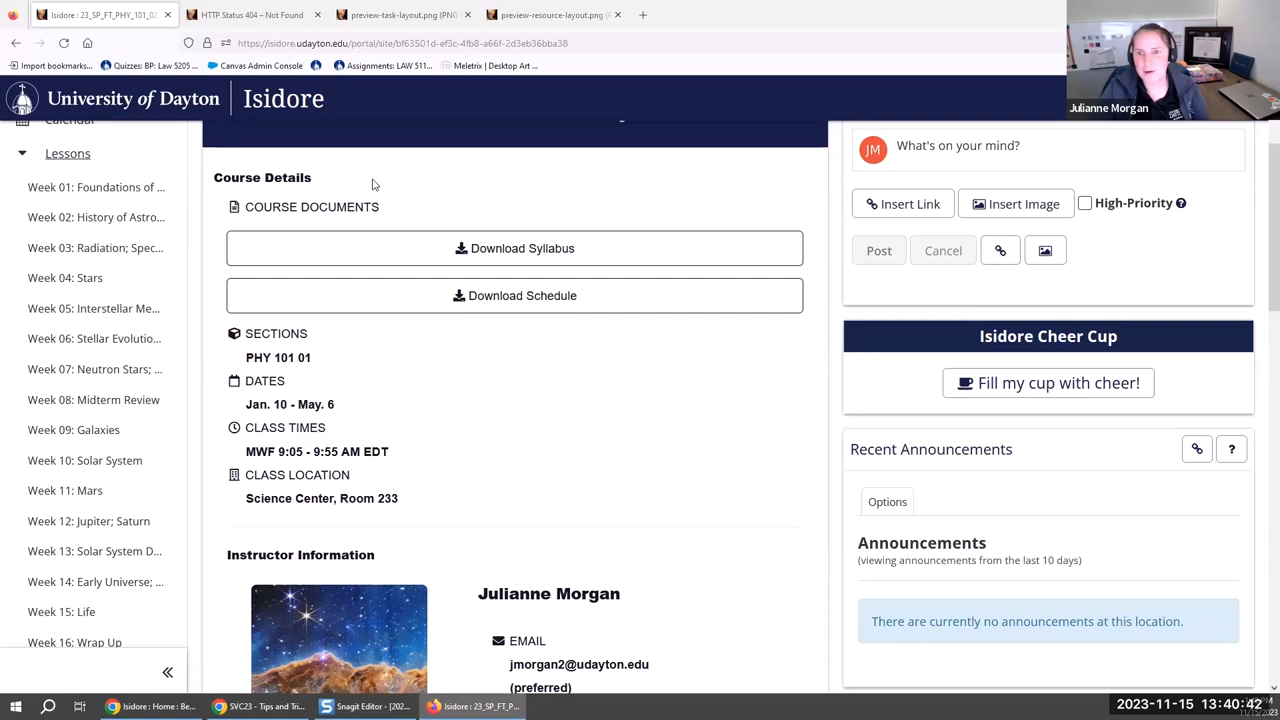 Isidore : 23_SP_FT_PHY_101_02
HTTP Status 404 – Not Found
preview-task-layout.png (PNG
preview-resource-layout.png (P
https://isidore.udayton.edu/portal/site/bf63501d-ef3c-4fb8-a66f-2d3eb36bba38
Import bookmarks...
Quizzes: BP: Law 5205 ...
Canvas Admin Console
Assignments: LAW 511...
Meletrix | Desktop Art ...
University of Dayton
Isidore
Julianne Morgan
Calendar
Lessons
Week 01: Foundations of ...
Week 02: History of Astro...
Week 03: Radiation; Spec...
Week 04: Stars
Week 05: Interstellar Me...
Week 06: Stellar Evolutio...
Week 07: Neutron Stars; ...
Week 08: Midterm Review
Week 09: Galaxies
Week 10: Solar System
Week 11: Mars
Week 12: Jupiter; Saturn
Week 13: Solar System D...
Week 14: Early Universe; ...
Week 15: Life
Week 16: Wrap Up
Course Details
COURSE DOCUMENTS
Download Syllabus
Download Schedule
SECTIONS
PHY 101 01
DATES
Jan. 10 - May. 6
CLASS TIMES
MWF 9:05 - 9:55 AM EDT
CLASS LOCATION
Science Center, Room 233
Instructor Information
Julianne Morgan
EMAIL
jmorgan2@udayton.edu
(preferred)
JM
What's on your mind?
Insert Link
Insert Image
High-Priority
Post
Cancel
Isidore Cheer Cup
Fill my cup with cheer!
Recent Announcements
?
Options
Announcements
(viewing announcements from the last 10 days)
There are currently no announcements at this location.
Isidore : Home : Be...
SVC23 - Tips and Tri...
Snagit Editor - [202...
Isidore : 23_SP_FT_P...
2023-11-15 13:40:42